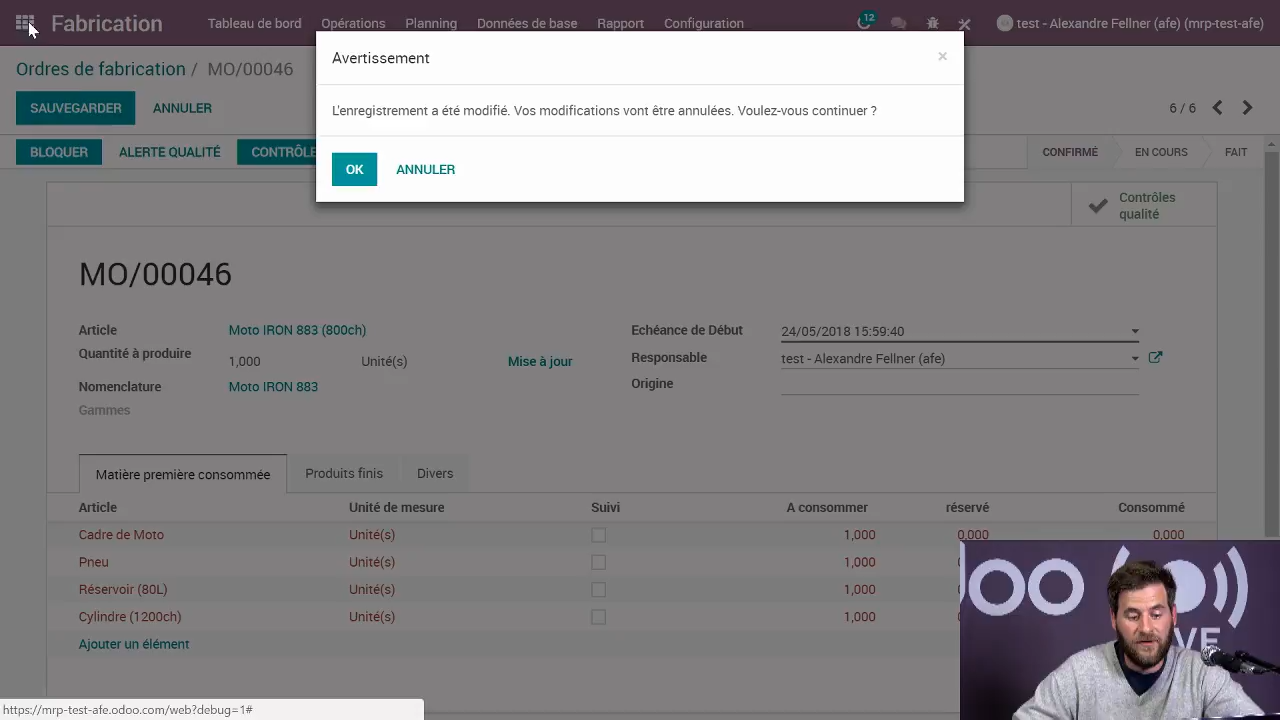 Fabrication Tableau de bord Opérations Planning Données de base Rapport Configuration 12 test - Alexandre Fellner (afe) (mrp-test-afe)
Avertissement ×
Ordres de fabrication / MO/00046
SAUVEGARDER ANNULER
L'enregistrement a été modifié. Vos modifications vont être annulées. Voulez-vous continuer ?
6 / 6
BLOQUER ALERTE QUALITÉ CONTRÔLE
OK ANNULER
CONFIRMÉ EN COURS FAIT
Contrôles
qualité
MO/00046
Article Moto IRON 883 (800ch)
Quantité à produire 1,000 Unité(s) Mise à jour
Nomenclature Moto IRON 883
Gammes
Echéance de Début 24/05/2018 15:59:40
Responsable test - Alexandre Fellner (afe)
Origine
Matière première consommée Produits finis Divers
Article Unité de mesure Suivi A consommer réservé Consommé
Cadre de Moto Unité(s) 1,000 0,000 0,000
Pneu Unité(s) 1,000
Réservoir (80L) Unité(s) 1,000
Cylindre (1200ch) Unité(s) 1,000
Ajouter un élément
https://mrp-test-afe.odoo.com/web?debug=1#